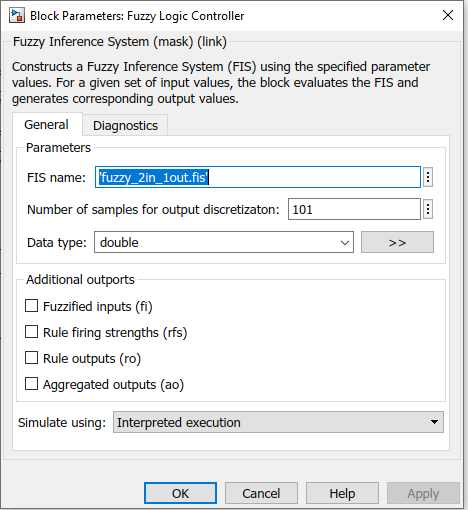 Block Parameters: Fuzzy Logic Controller
Fuzzy Inference System (mask) (link)
Constructs a Fuzzy Inference System (FIS) using the specified parameter
values. For a given set of input values, the block evaluates the FIS and
generates corresponding output values.
General Diagnostics
Parameters
FIS name: 'fuzzy_2in_1out.fis'
Number of samples for output discretizaton: 101
Data type: double >>
Additional outports
Fuzzified inputs (fi)
Rule firing strengths (rfs)
Rule outputs (ro)
Aggregated outputs (ao)
Simulate using: Interpreted execution
OK Cancel Help Apply